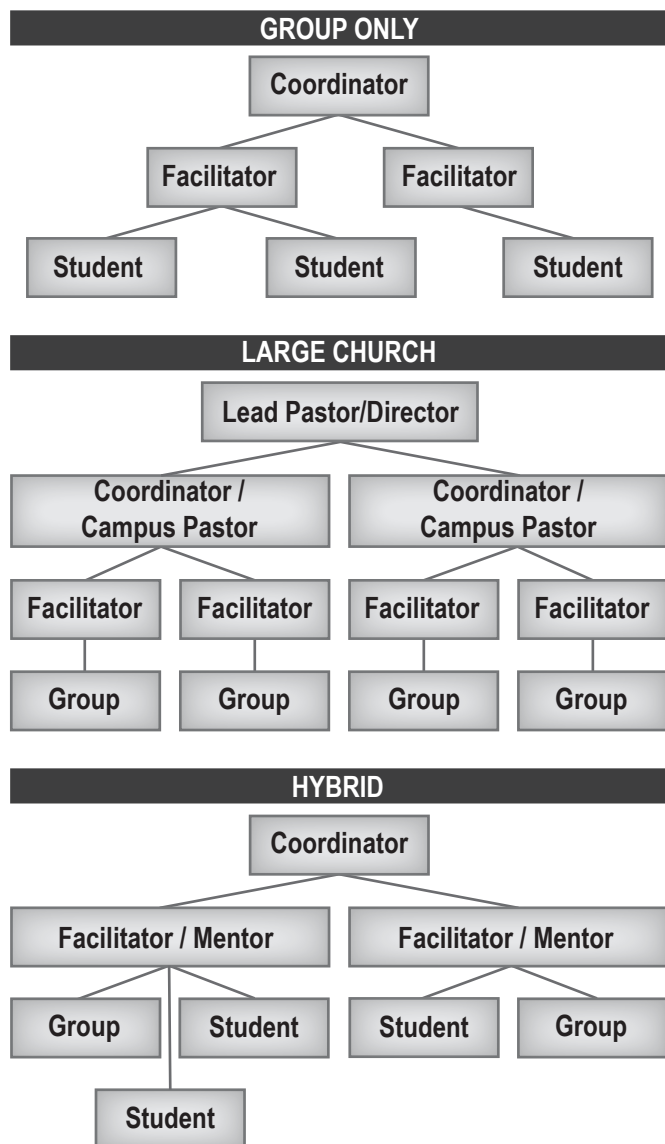 GROUP ONLY
Coordinator
Facilitator
Facilitator
Student
Student
Student
LARGE CHURCH
Lead Pastor/Director
Coordinator /
Campus Pastor
Coordinator /
Campus Pastor
Facilitator
Facilitator
Facilitator
Facilitator
Group
Group
Group
Group
HYBRID
Coordinator
Facilitator / Mentor
Facilitator / Mentor
Group
Student
Student
Group
Student